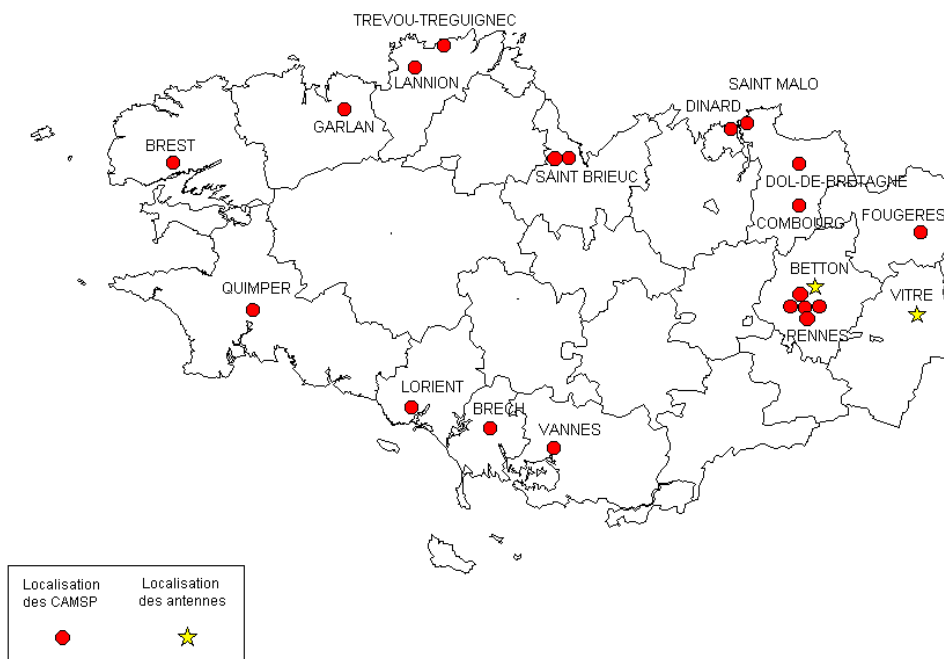 TREVOU-TREGUIGNEC
LANNION
SAINT MALO
DINARD
GARLAN
BREST
SAINT BRIEUC
DOL-DE-BRETAGNE
COMBOURG
FOUGERES
BETTON
QUIMPER
VITRE
RENNES
LORIENT
BRECH
VANNES
Localisation
des CAMSP
Localisation
des antennes